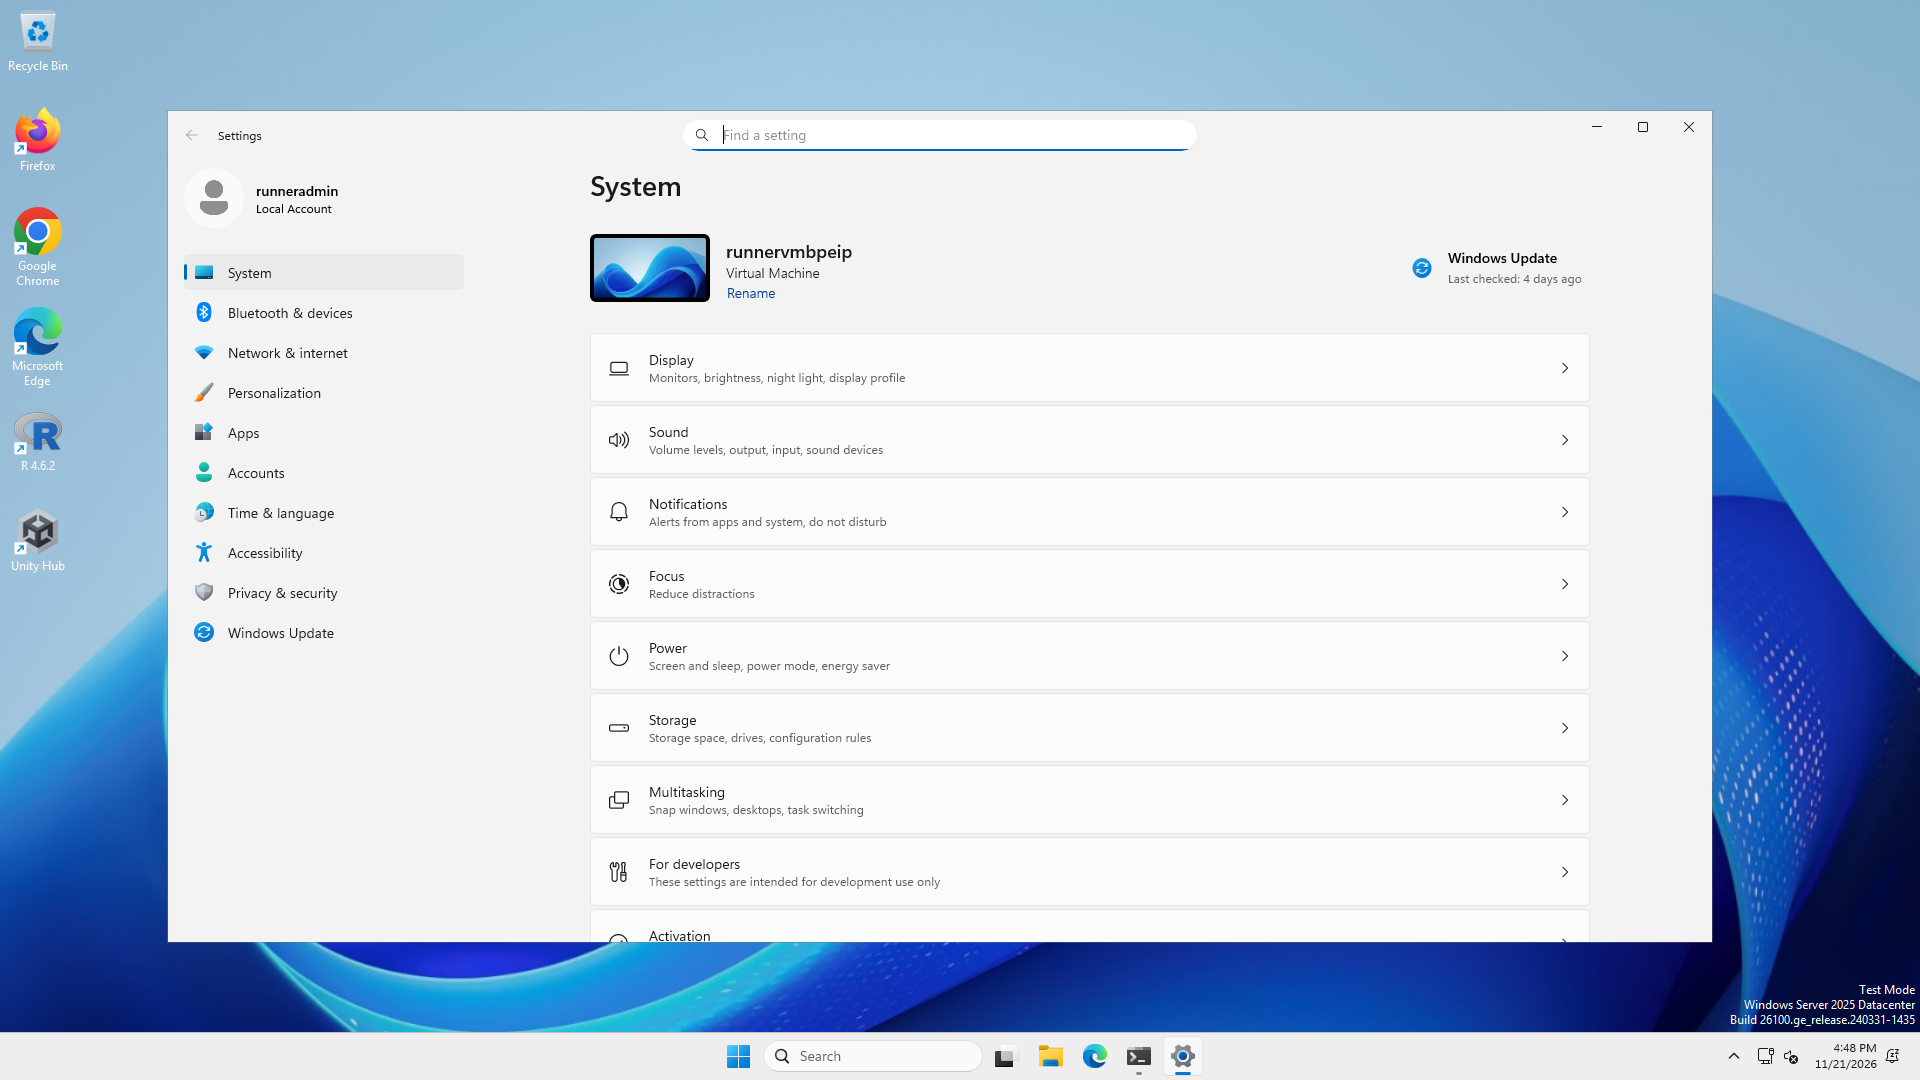 Recycle Bin
Firefox
Google
Chrome
Microsoft
Edge
R 4.6.2
Unity Hub
Settings
Find a setting
runneradmin
Local Account
System
Bluetooth & devices
Network & internet
Personalization
Apps
Accounts
Time & language
Accessibility
Privacy & security
Windows Update
System
runnervmbpeip
Virtual Machine
Rename
Windows Update
Last checked: 4 days ago
Display
Monitors, brightness, night light, display profile
Sound
Volume levels, output, input, sound devices
Notifications
Alerts from apps and system, do not disturb
Focus
Reduce distractions
Power
Screen and sleep, power mode, energy saver
Storage
Storage space, drives, configuration rules
Multitasking
Snap windows, desktops, task switching
For developers
These settings are intended for development use only
Activation
Test Mode
Windows Server 2025 Datacenter
Build 26100.ge_release.240331-1435
Search
4:48 PM
11/21/2026